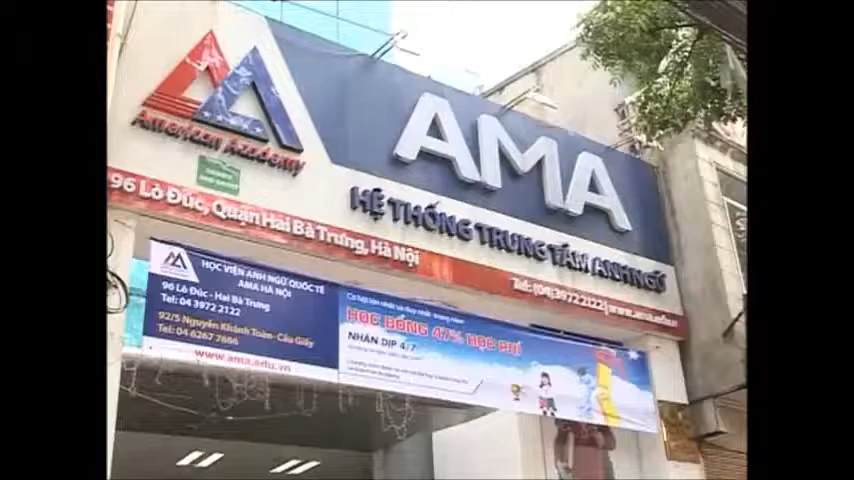 AMA
American Academy
HỆ THỐNG TRUNG TÂM ANH NGỮ
96 Lò Đúc, Quận Hai Bà Trưng, Hà Nội
Tel: (04)3972 2122 | www.ama.edu.vn
HỌC VIỆN ANH NGỮ QUỐC TẾ
AMA HÀ NỘI
96 Lò Đúc - Hai Bà Trưng
Tel: 04 3972 2122
92/5 Nguyễn Khánh Toàn - Cầu Giấy
Tel: 04 6267 7666
www.ama.edu.vn
HỌC BỔNG 47% HỌC PHÍ
NHÂN DỊP 4/7